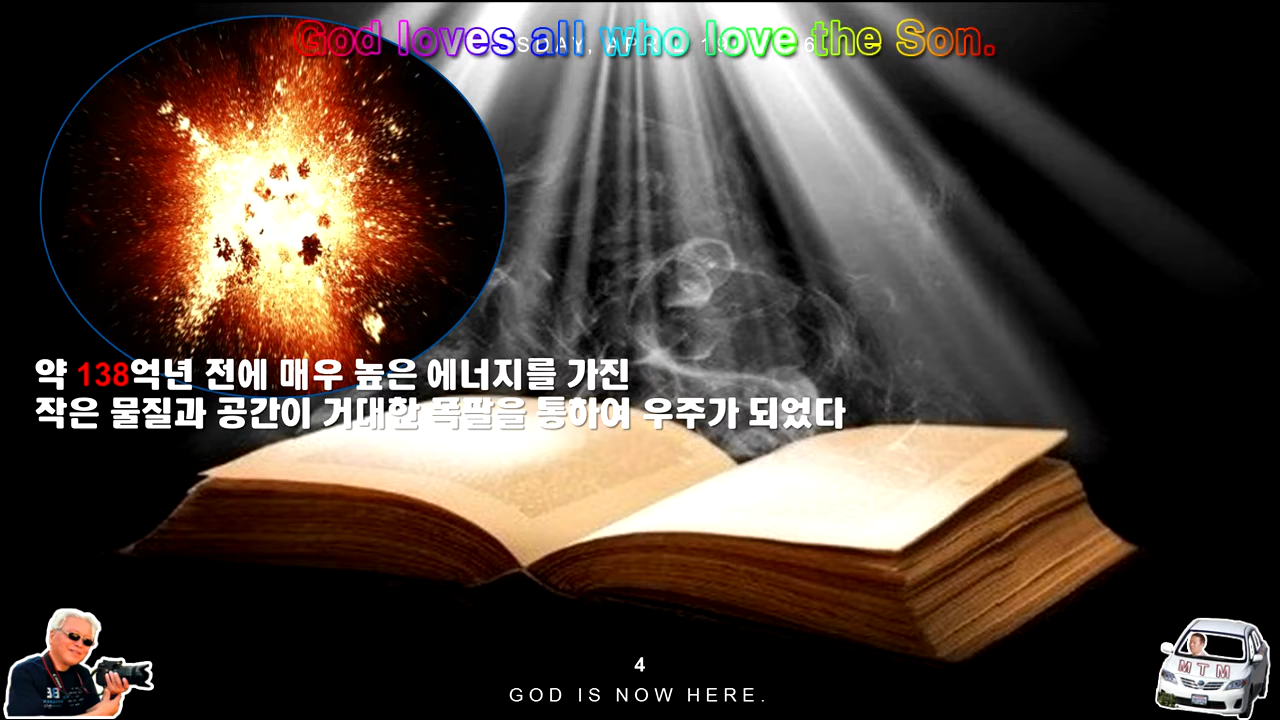 God loves all who love the Son.
약 138억년 전에 매우 높은 에너지를 가진
작은 물질과 공간이 거대한 폭팔을 통하여 우주가 되었다
MTM
4
GOD IS NOW HERE.